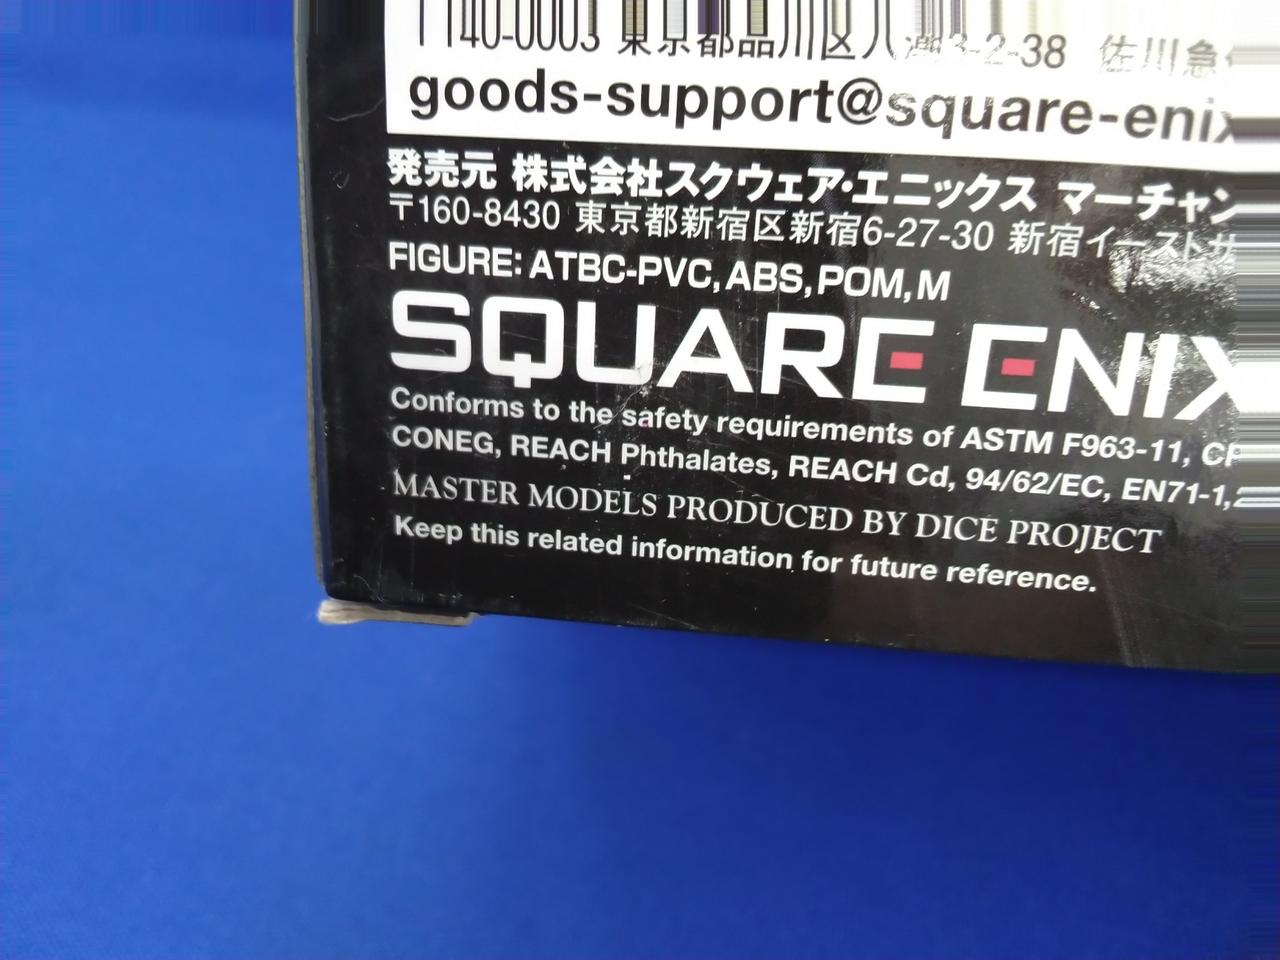 〒140-0003 東京都品川区八潮3-2-38 佐川急
goods-support@square-enix
発売元 株式会社スクウェア・エニックス マーチャン
〒160-8430 東京都新宿区新宿6-27-30 新宿イーストサ
FIGURE: ATBC-PVC, ABS, POM, M
SQUARE ENIX
Conforms to the safety requirements of ASTM F963-11,
CONEG, REACH Phthalates, REACH Cd, 94/62/EC, EN71-1,
MASTER MODELS PRODUCED BY DICE PROJECT
Keep this related information for future reference.